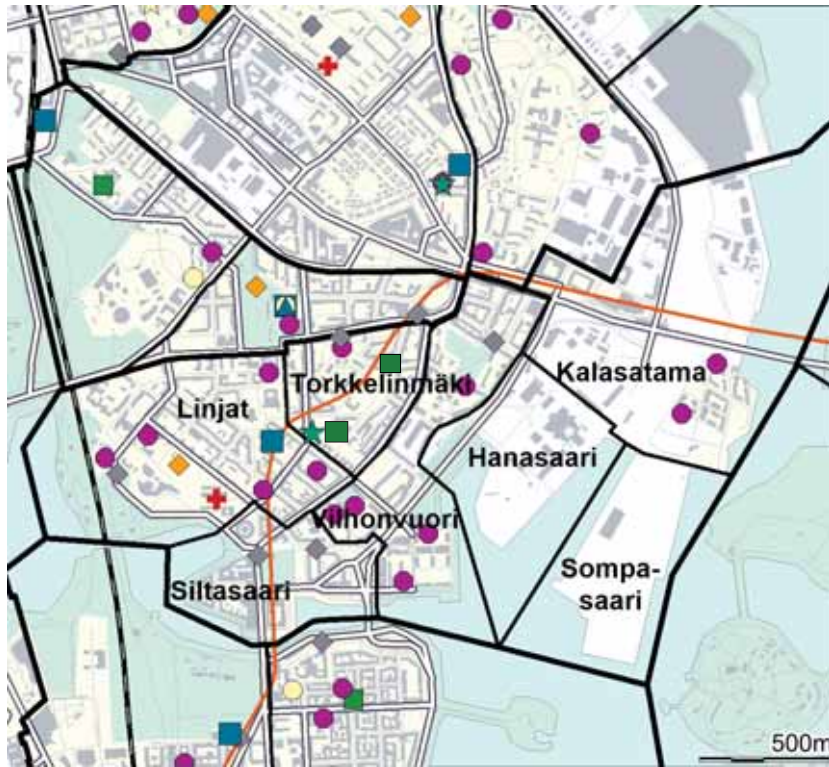 Kalasatama
Torkkelinmäki
Linjat
Hanasaari
Vilhonvuori
Siltasaari
Sompa-
saari
500m